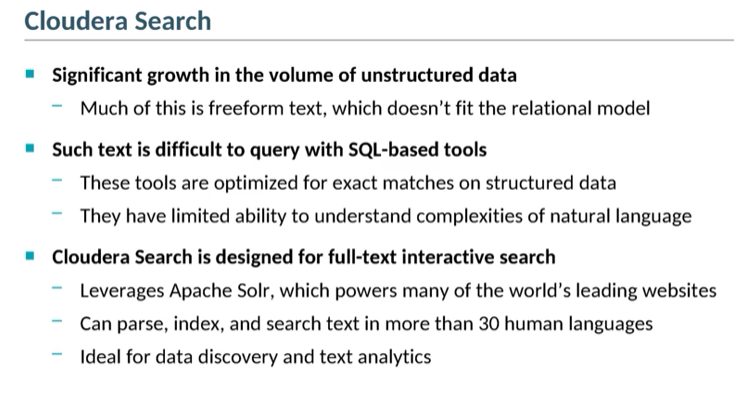 Cloudera Search
Significant growth in the volume of unstructured data
– Much of this is freeform text, which doesn’t fit the relational model
Such text is difficult to query with SQL-based tools
– These tools are optimized for exact matches on structured data
– They have limited ability to understand complexities of natural language
Cloudera Search is designed for full-text interactive search
– Leverages Apache Solr, which powers many of the world’s leading websites
– Can parse, index, and search text in more than 30 human languages
– Ideal for data discovery and text analytics